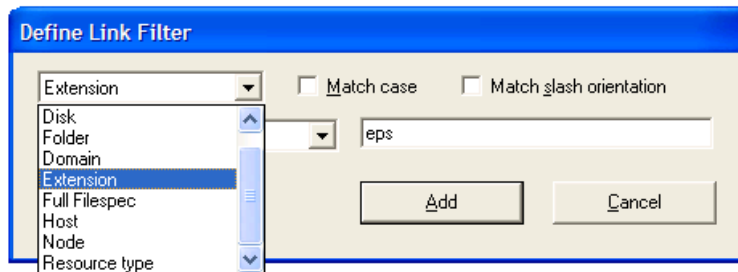 Define Link Filter
Extension Match case Match slash orientation
Disk
Folder
eps
Domain
Extension
Full Filespec
Add Cancel
Host
Node
Resource type